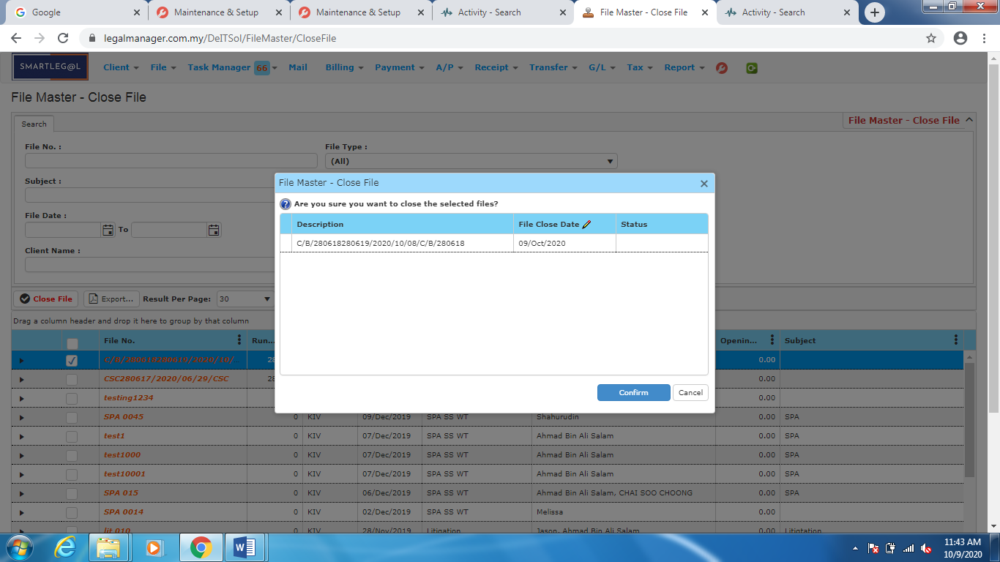 Google
Maintenance & Setup
Maintenance & Setup
Activity - Search
File Master - Close File
Activity - Search
legalmanager.com.my/DeITSol/FileMaster/CloseFile
SMARTLEG@L
Client File Task Manager 66 Mail Billing Payment A/P Receipt Transfer G/L Tax Report
File Master - Close File
Search
File Master - Close File
File No. :
File Type :
(All)
Subject :
File Date :
To
Client Name :
File Master - Close File
Are you sure you want to close the selected files?
Description File Close Date Status
C/B/280618280619/2020/10/08/C/B/280618 09/Oct/2020
Confirm Cancel
Close File Export... Result Per Page: 30
Drag a column header and drop it here to group by that column
File No. Run... Openin... Subject
C/B/280618280619/2020/10/... 28 0.00
CSC280617/2020/06/29/CSC 28 0.00
testing1234 0.00
SPA 0045 0 KIV 09/Dec/2019 SPA SS WT Shahurudin 0.00 SPA
test1 0 KIV 07/Dec/2019 SPA SS WT Ahmad Bin Ali Salam 0.00 SPA
test1000 0 KIV 07/Dec/2019 SPA SS WT Ahmad Bin Ali Salam 0.00 SPA
test10001 0 KIV 07/Dec/2019 SPA SS WT Ahmad Bin Ali Salam 0.00 SPA
SPA 015 0 KIV 06/Dec/2019 SPA SS WT Ahmad Bin Ali Salam, CHAI SOO CHOONG 0.00 SPA
SPA 0014 0 KIV 02/Dec/2019 SPA SS WT Melissa 0.00
lit 010 0 KIV 28/Nov/2019 Litigation Jason, Ahmad Bin Ali Salam 0.00 Litigtation
11:43 AM
10/9/2020